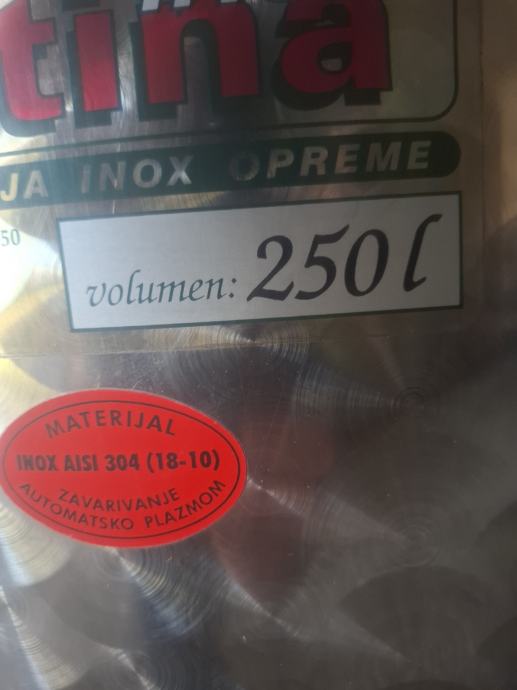 tina
JA INOX OPREME
50
volumen: 250 l
MATERIJAL
INOX AISI 304 (18-10)
ZAVARIVANJE
AUTOMATSKO PLAZMOM